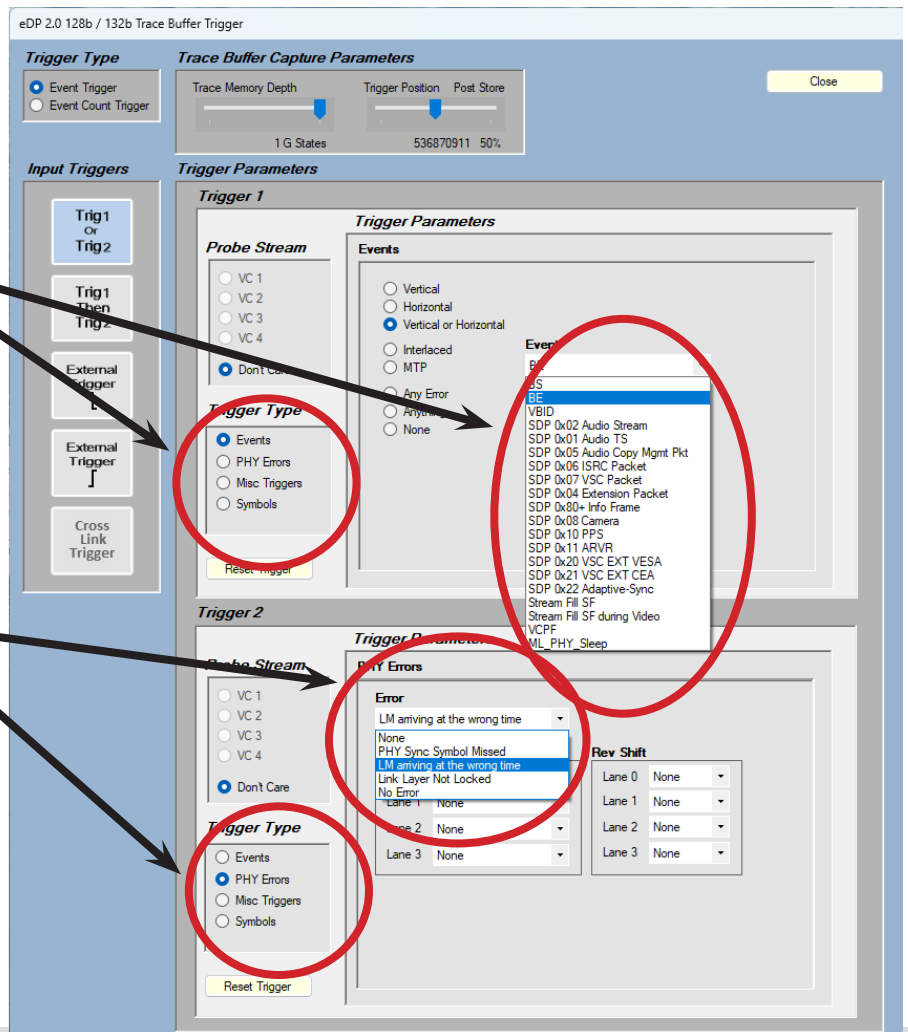 eDP 2.0 128b / 132b Trace Buffer Trigger
Trigger Type
Event Trigger
Event Count Trigger
Trace Buffer Capture Parameters
Trace Memory Depth
1 G States
Trigger Position Post Store
536870911 50%
Close
Input Triggers
Trig1
Or
Trig2
Trig1
Then
Trig2
External
Trigger
External
Trigger
Cross
Link
Trigger
Trigger Parameters
Trigger 1
Probe Stream
VC 1
VC 2
VC 3
VC 4
Don't Care
Trigger Type
Events
PHY Errors
Misc Triggers
Symbols
Reset Trigger
Trigger Parameters
Events
Vertical
Horizontal
Vertical or Horizontal
Interlaced
MTP
Any Error
Anything
None
Event
BE
BS
BE
VBID
SDP 0x02 Audio Stream
SDP 0x01 Audio TS
SDP 0x05 Audio Copy Mgmt Pkt
SDP 0x06 ISRC Packet
SDP 0x07 VSC Packet
SDP 0x04 Extension Packet
SDP 0x80+ Info Frame
SDP 0x08 Camera
SDP 0x10 PPS
SDP 0x11 ARVR
SDP 0x20 VSC EXT VESA
SDP 0x21 VSC EXT CEA
SDP 0x22 Adaptive-Sync
Stream Fill SF
Stream Fill SF during Video
VCPF
ML_PHY_Sleep
Trigger 2
Probe Stream
VC 1
VC 2
VC 3
VC 4
Don't Care
Trigger Type
Events
PHY Errors
Misc Triggers
Symbols
Reset Trigger
Trigger Parameters
PHY Errors
Error
LM arriving at the wrong time
None
PHY Sync Symbol Missed
LM arriving at the wrong time
Link Layer Not Locked
No Error
Lane 1 None
Lane 2 None
Lane 3 None
Rev Shift
Lane 0 None
Lane 1 None
Lane 2 None
Lane 3 None